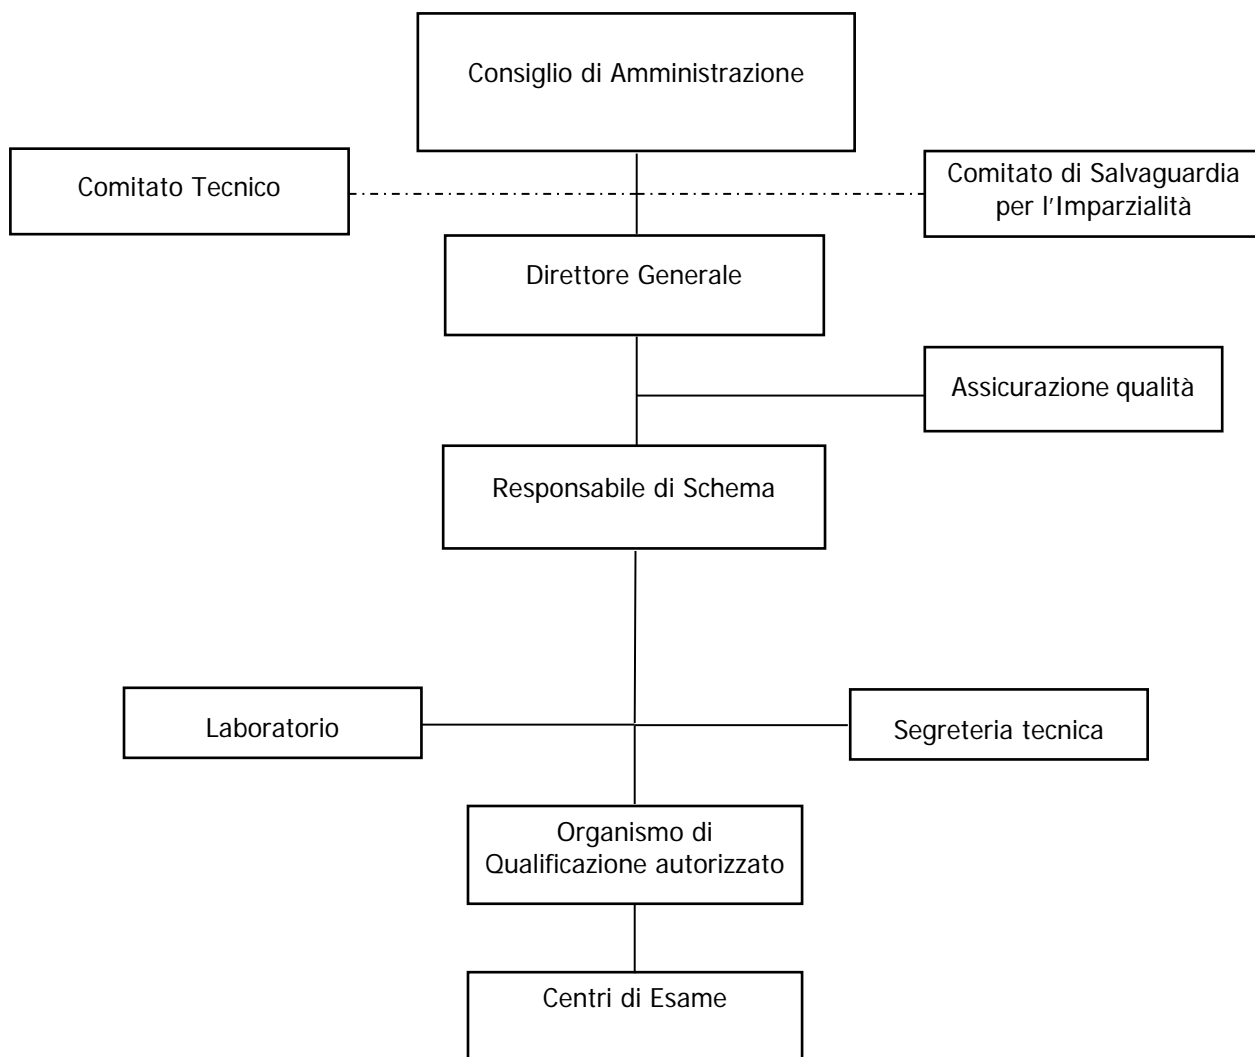 Consiglio di Amministrazione
Comitato Tecnico
Comitato di Salvaguardia
per l'Imparzialità
Direttore Generale
Assicurazione qualità
Responsabile di Schema
Laboratorio
Segreteria tecnica
Organismo di
Qualificazione autorizzato
Centri di Esame